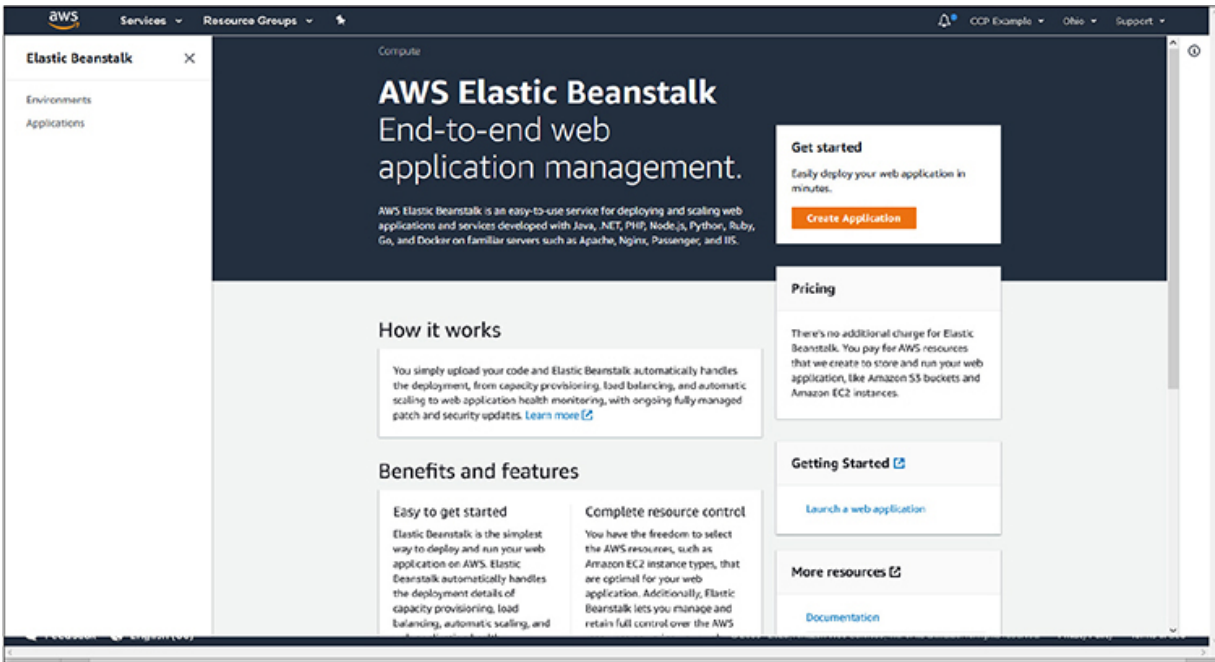 aws
Services
Resource Groups
CCP Example
Ohio
Support
Elastic Beanstalk
Environments
Applications
Compute
AWS Elastic Beanstalk
End-to-end web
application management.
AWS Elastic Beanstalk is an easy-to-use service for deploying and scaling web
applications and services developed with Java, .NET, PHP, Node.js, Python, Ruby,
Go, and Docker on familiar servers such as Apache, Nginx, Passenger, and IIS.
Get started
Easily deploy your web application in
minutes.
Create Application
Pricing
There's no additional charge for Elastic
Beanstalk. You pay for AWS resources
that we create to store and run your web
application, like Amazon S3 buckets and
Amazon EC2 instances.
How it works
You simply upload your code and Elastic Beanstalk automatically handles
the deployment, from capacity provisioning, load balancing, and automatic
scaling to web application health monitoring, with ongoing fully managed
patch and security updates. Learn more
Benefits and features
Easy to get started
Elastic Beanstalk is the simplest
way to deploy and run your web
application on AWS. Elastic
Beanstalk automatically handles
the deployment details of
capacity provisioning, load
balancing, automatic scaling, and
Complete resource control
You have the freedom to select
the AWS resources, such as
Amazon EC2 instance types, that
are optimal for your web
application. Additionally, Elastic
Beanstalk lets you manage and
retain full control over the AWS
Getting Started
Launch a web application
More resources
Documentation